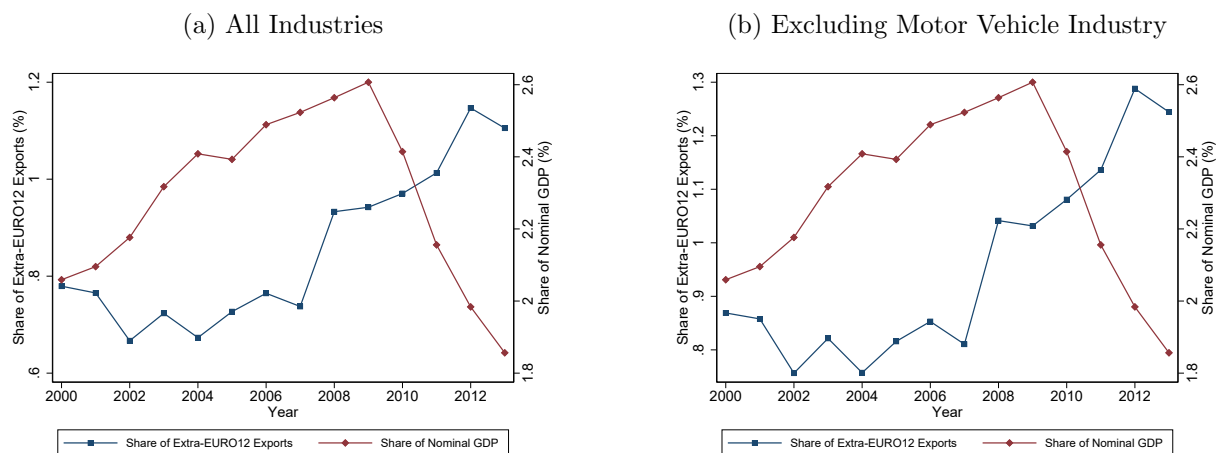 (a) All Industries
Share of Extra-EURO12 Exports (%)
1.2
1
.8
.6
2.6
2.4
2.2
2
1.8
Share of Nominal GDP (%)
2000 2002 2004 2006 2008 2010 2012
Year
Share of Extra-EURO12 Exports Share of Nominal GDP
(b) Excluding Motor Vehicle Industry
Share of Extra-EURO12 Exports (%)
1.3
1.2
1.1
1
.9
.8
2.6
2.4
2.2
2
1.8
Share of Nominal GDP (%)
2000 2002 2004 2006 2008 2010 2012
Year
Share of Extra-EURO12 Exports Share of Nominal GDP